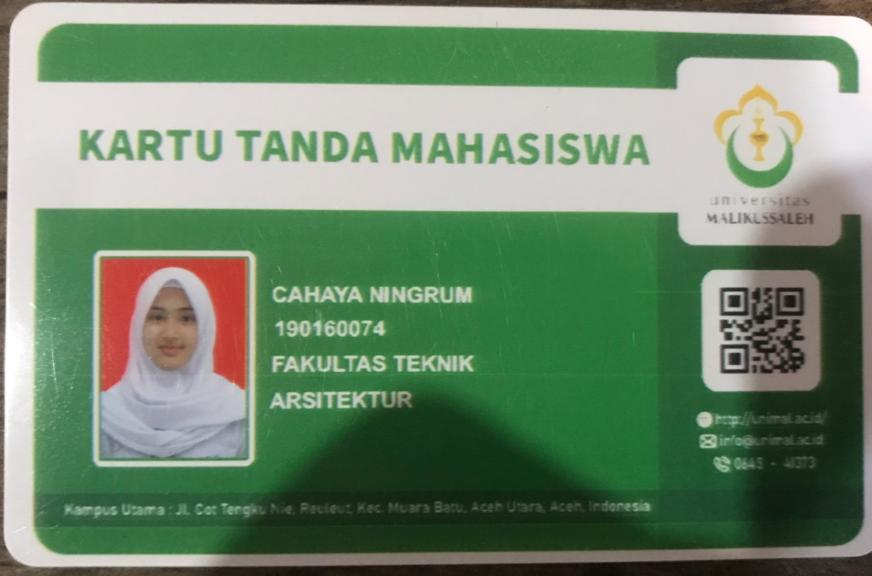 KARTU TANDA MAHASISWA
universitas
MALIKUSSALEH
CAHAYA NINGRUM
190160074
FAKULTAS TEKNIK
ARSITEKTUR
http://unimal.ac.id/
info@unimal.ac.id
0645 - 41373
Kampus Utama : Jl. Cot Tengku Nie, Reuleut, Kec. Muara Batu, Aceh Utara, Aceh, Indonesia